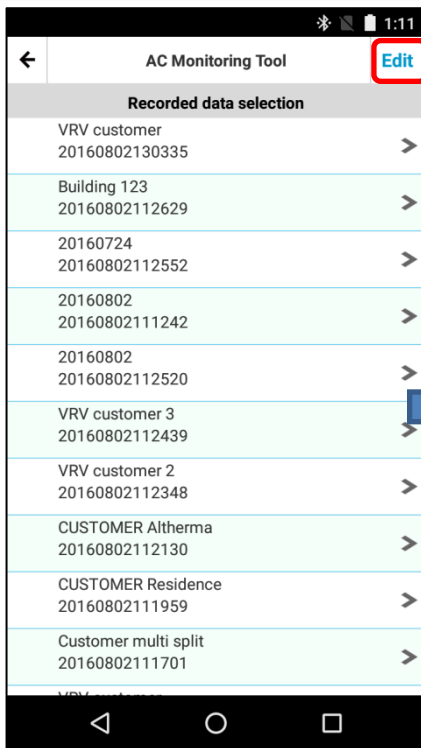 1:11
AC Monitoring Tool
Edit
Recorded data selection
VRV customer
20160802130335
Building 123
20160802112629
20160724
20160802112552
20160802
20160802111242
20160802
20160802112520
VRV customer 3
20160802112439
VRV customer 2
20160802112348
CUSTOMER Altherma
20160802112130
CUSTOMER Residence
20160802111959
Customer multi split
20160802111701
VRV customer